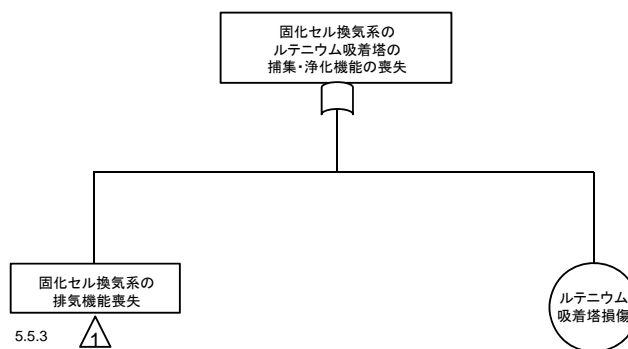 固化セル換気系の
ルテニウム吸着塔の
捕集・浄化機能の喪失
固化セル換気系の
排気機能喪失
5.5.3
1
ルテニウム
吸着塔損傷